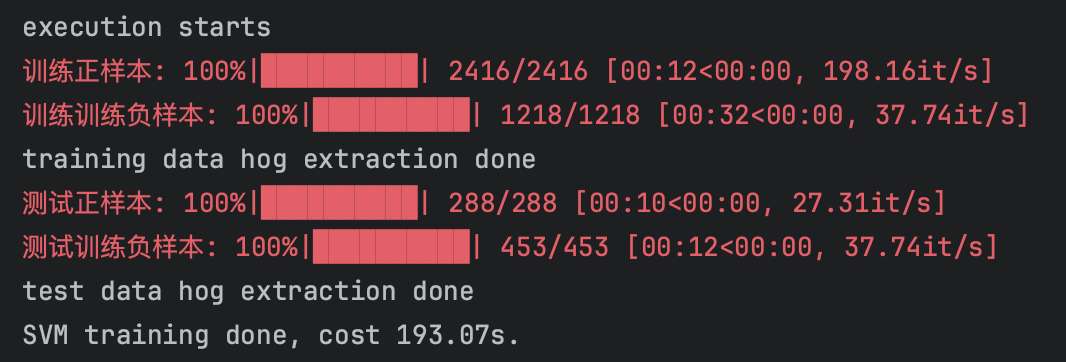 execution starts
训练正样本: 100%|██████████| 2416/2416 [00:12<00:00, 198.16it/s]
训练训练负样本: 100%|██████████| 1218/1218 [00:32<00:00, 37.74it/s]
training data hog extraction done
测试正样本: 100%|██████████| 288/288 [00:10<00:00, 27.31it/s]
测试训练负样本: 100%|██████████| 453/453 [00:12<00:00, 37.74it/s]
test data hog extraction done
SVM training done, cost 193.07s.